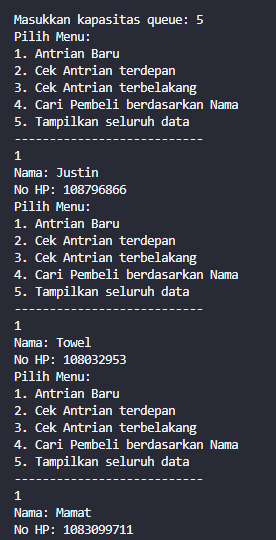 Masukkan kapasitas queue: 5
Pilih Menu:
1. Antrian Baru
2. Cek Antrian terdepan
3. Cek Antrian terbelakang
4. Cari Pembeli berdasarkan Nama
5. Tampilkan seluruh data
---------------------------
1
Nama: Justin
No HP: 108796866
Pilih Menu:
1. Antrian Baru
2. Cek Antrian terdepan
3. Cek Antrian terbelakang
4. Cari Pembeli berdasarkan Nama
5. Tampilkan seluruh data
---------------------------
1
Nama: Towel
No HP: 108032953
Pilih Menu:
1. Antrian Baru
2. Cek Antrian terdepan
3. Cek Antrian terbelakang
4. Cari Pembeli berdasarkan Nama
5. Tampilkan seluruh data
---------------------------
1
Nama: Mamat
No HP: 1083099711